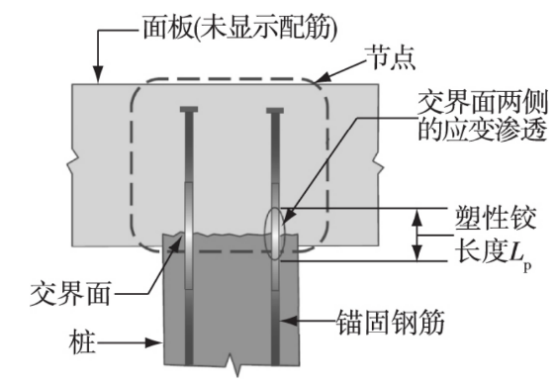 面板(未显示配筋)
节点
交界面两侧
的应变渗透
塑性铰
长度Lp
交界面
锚固钢筋
桩